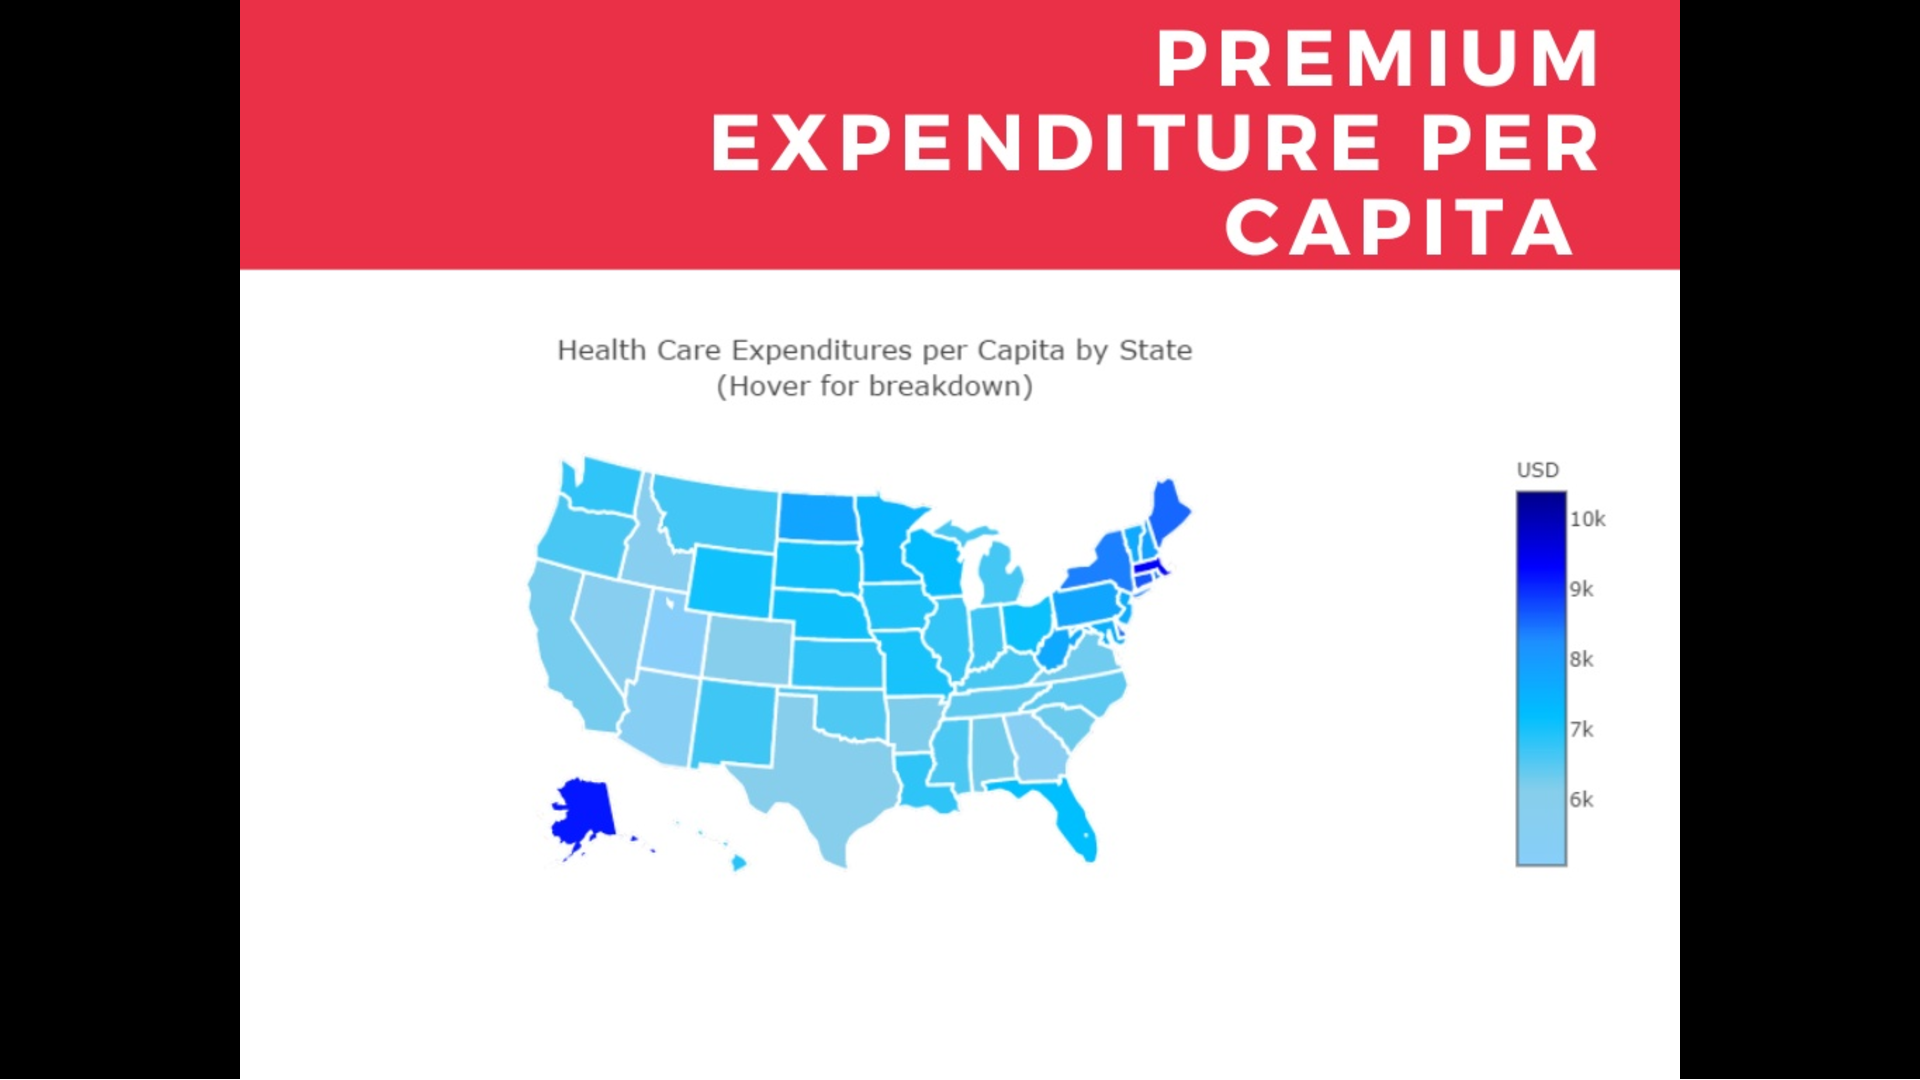 PREMIUM
EXPENDITURE PER
CAPITA
Health Care Expenditures per Capita by State
(Hover for breakdown)
USD
10k
9k
8k
7k
6k